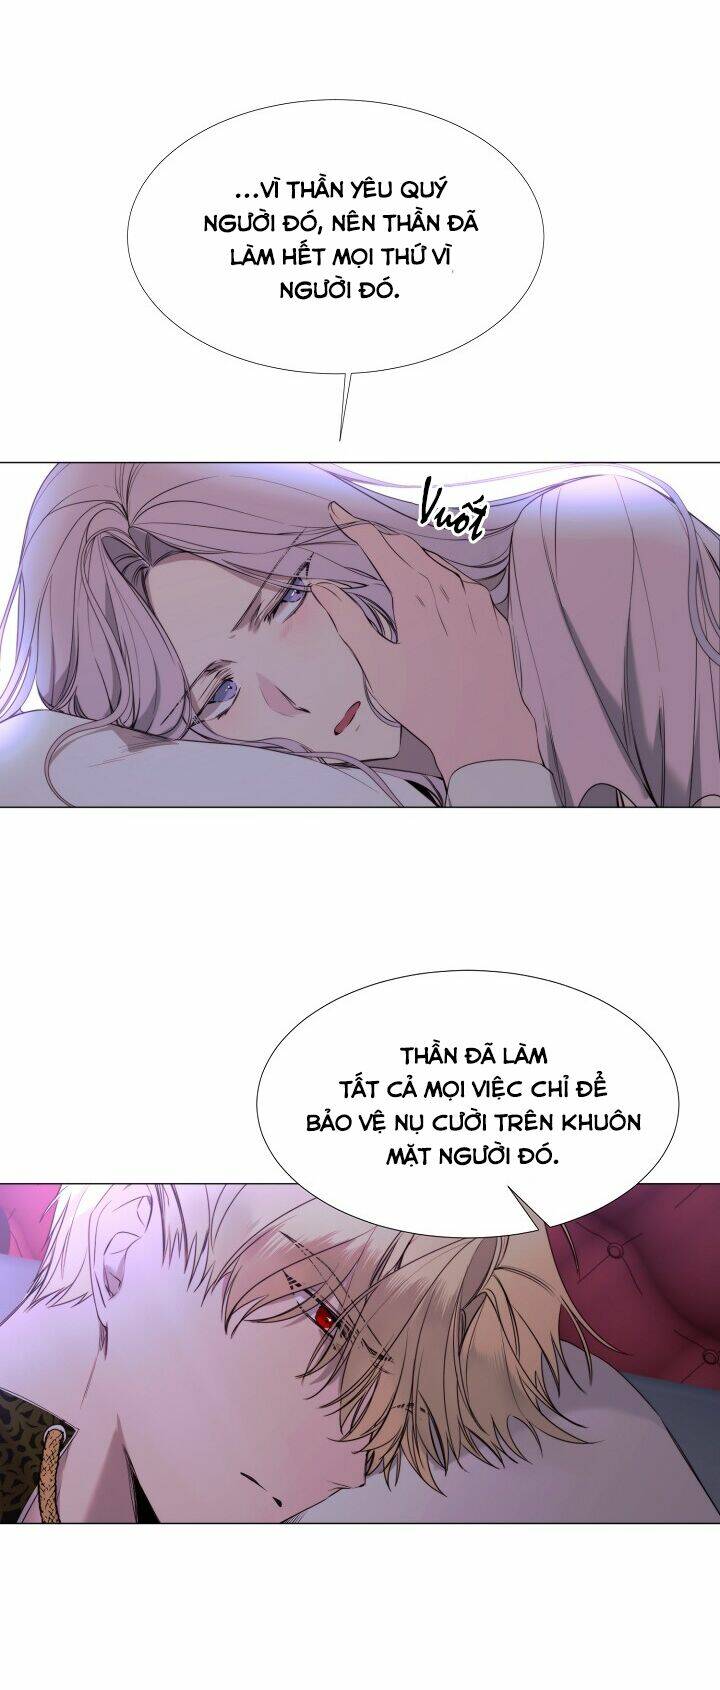 ...VÌ THẦN YÊU QUÝ
NGƯỜI ĐÓ, NÊN THẦN ĐÃ
LÀM HẾT MỌI THỨ VÌ
NGƯỜI ĐÓ.
Vuốt
THẦN ĐÃ LÀM
TẤT CẢ MỌI VIỆC CHỈ ĐỂ
BẢO VỆ NỤ CƯỜI TRÊN KHUÔN
MẶT NGƯỜI ĐÓ.